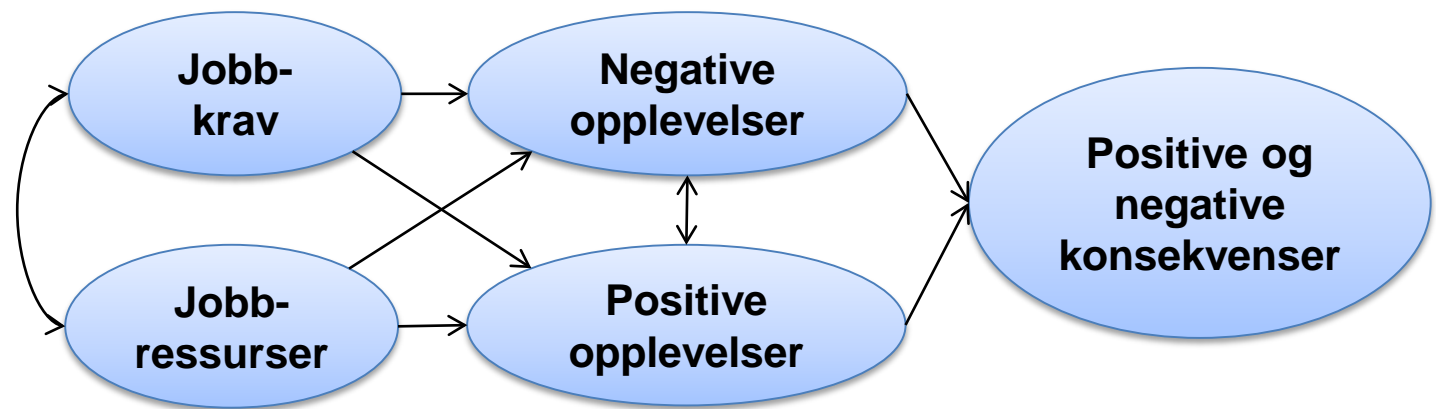 Jobb-
krav
Negative
opplevelser
Jobb-
ressurser
Positive
opplevelser
Positive og
negative
konsekvenser